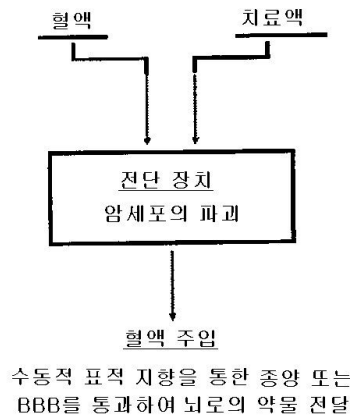 혈액
치료액
전단 장치
암세포의 파괴
혈액 주입
수동적 표적 지향을 통한 종양 또는
BBB를 통과하여 뇌로의 약물 전달